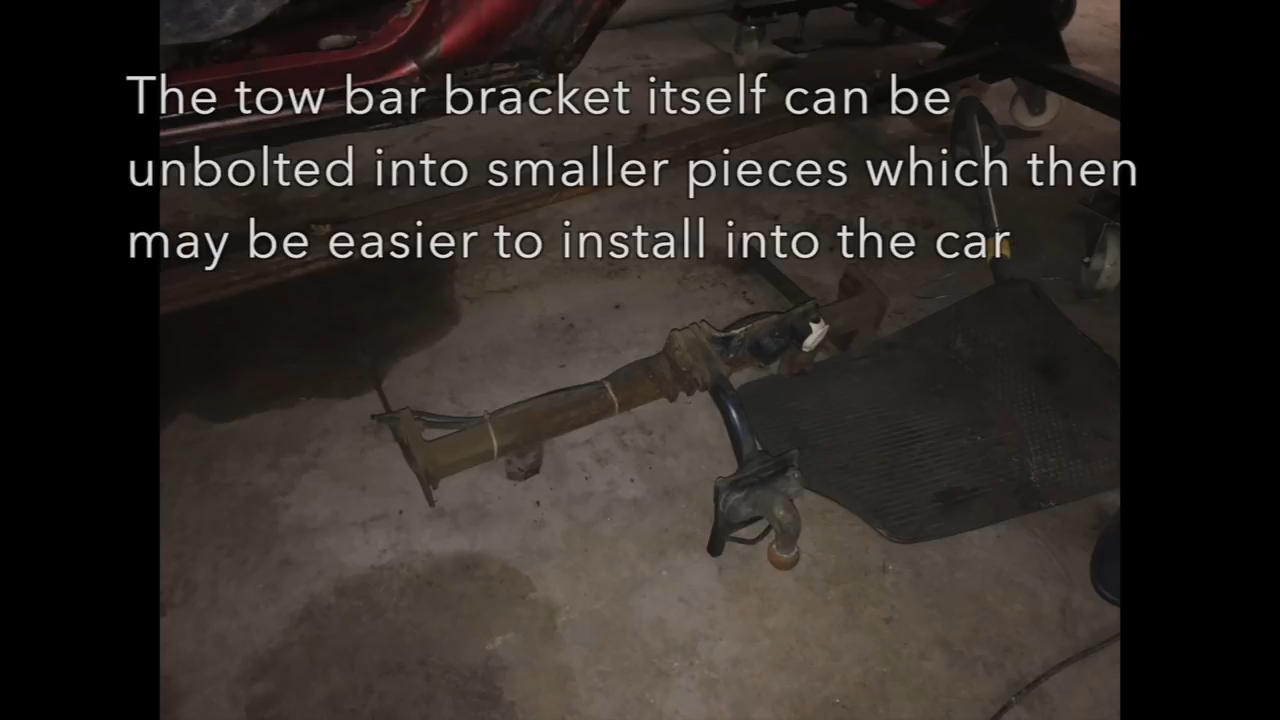 The tow bar bracket itself can be
unbolted into smaller pieces which then
may be easier to install into the car